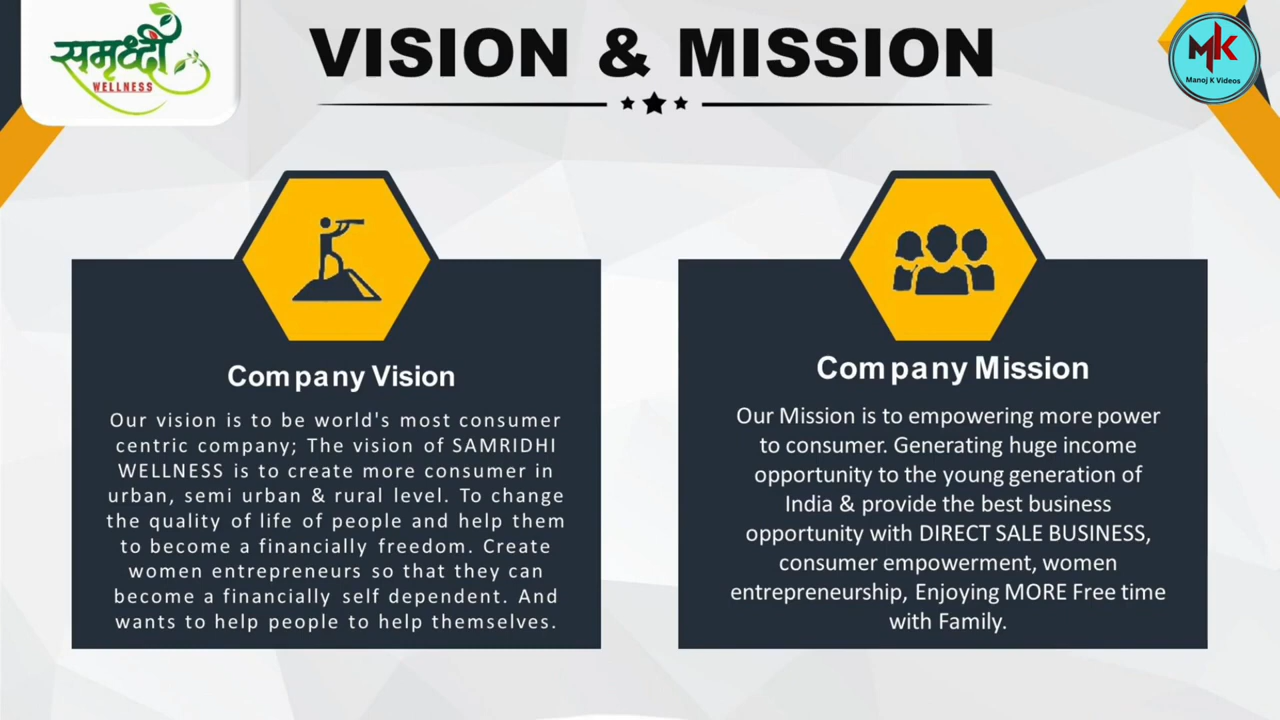 समृध्दी
WELLNESS
VISION & MISSION
MK
Manoj K Videos
Company Vision
Our vision is to be world's most consumer
centric company; The vision of SAMRIDHI
WELLNESS is to create more consumer in
urban, semi urban & rural level. To change
the quality of life of people and help them
to become a financially freedom. Create
women entrepreneurs so that they can
become a financially self dependent. And
wants to help people to help themselves.
Company Mission
Our Mission is to empowering more power
to consumer. Generating huge income
opportunity to the young generation of
India & provide the best business
opportunity with DIRECT SALE BUSINESS,
consumer empowerment, women
entrepreneurship, Enjoying MORE Free time
with Family.